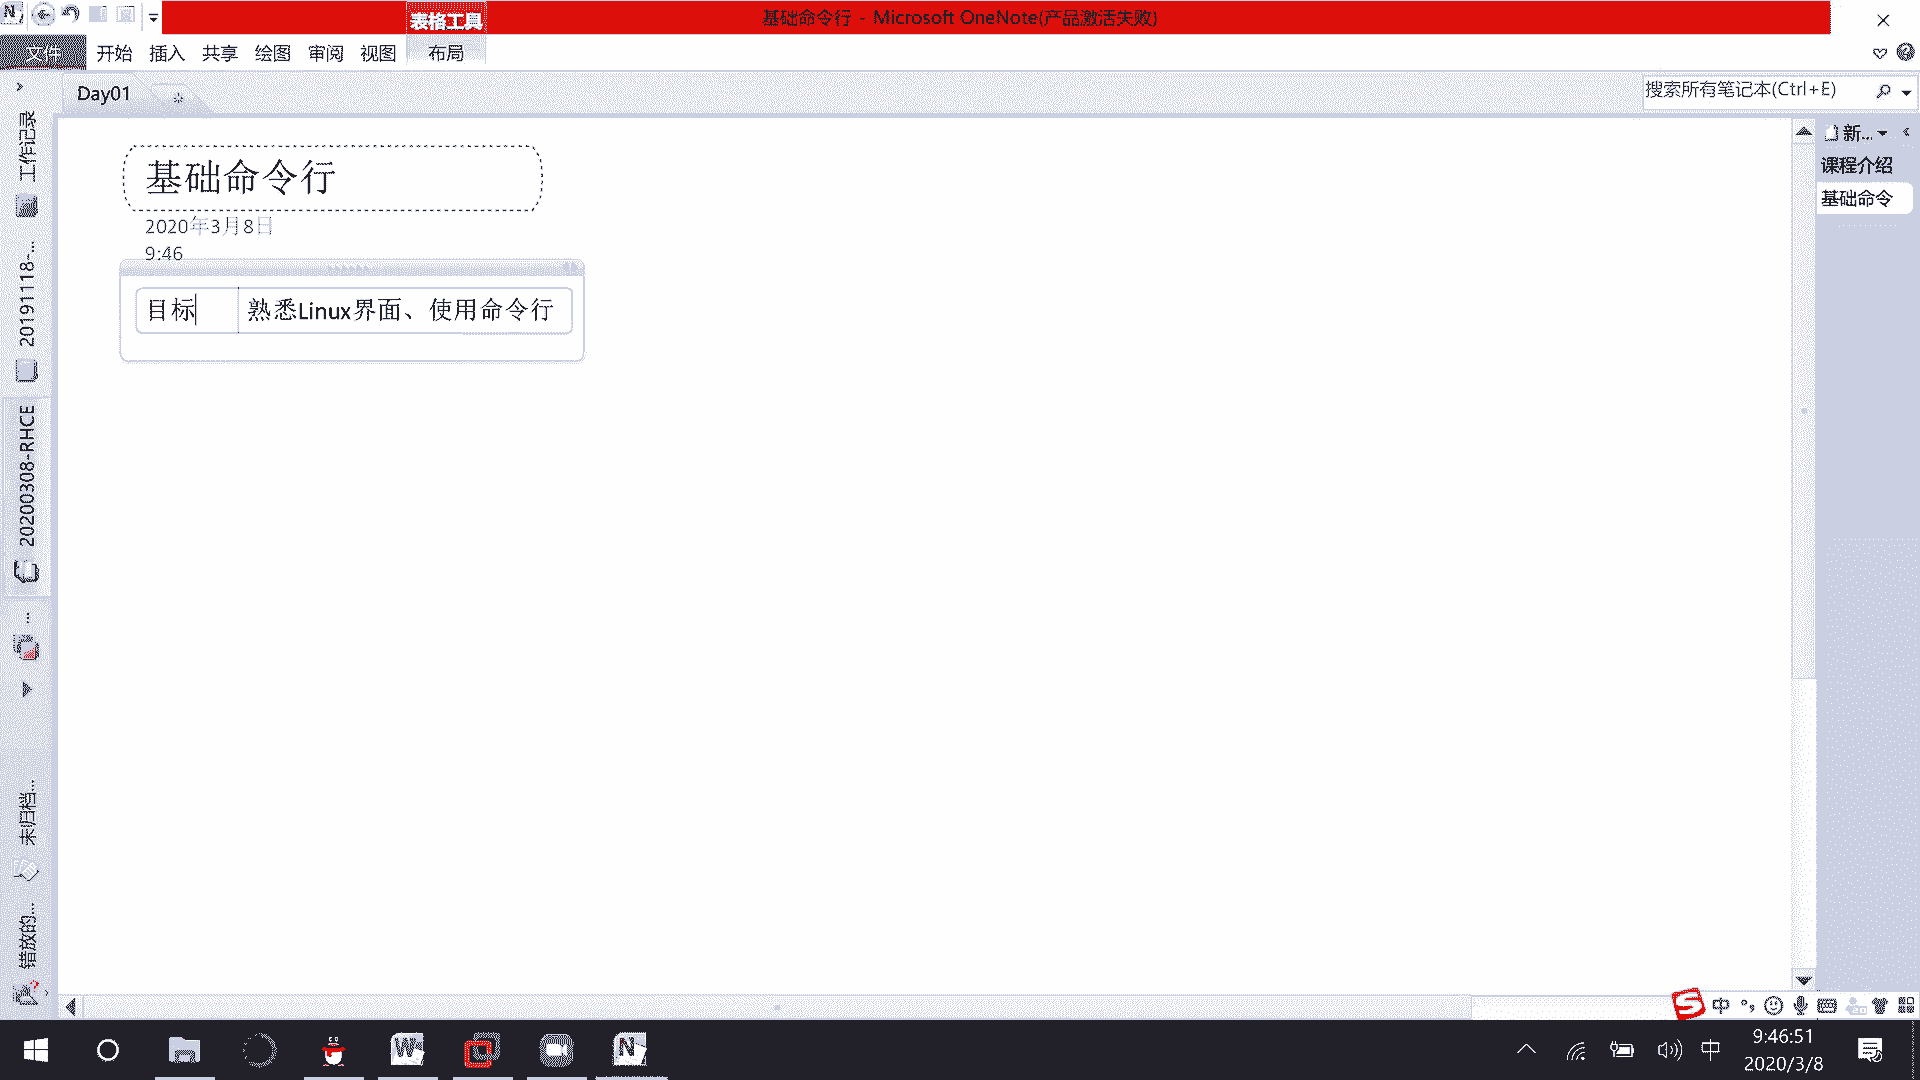 表格工具
基础命令行 - Microsoft OneNote(产品激活失败)
文件 开始 插入 共享 绘图 审阅 视图 布局
Day01
搜索所有笔记本(Ctrl+E)
新...
课程介绍
基础命令
工作记录
20191118-...
20200308-RHCE
...
未归档...
错放的...
基础命令行
2020年3月8日
9:46
目标 熟悉Linux界面、使用命令行
中
中
9:46:51
2020/3/8